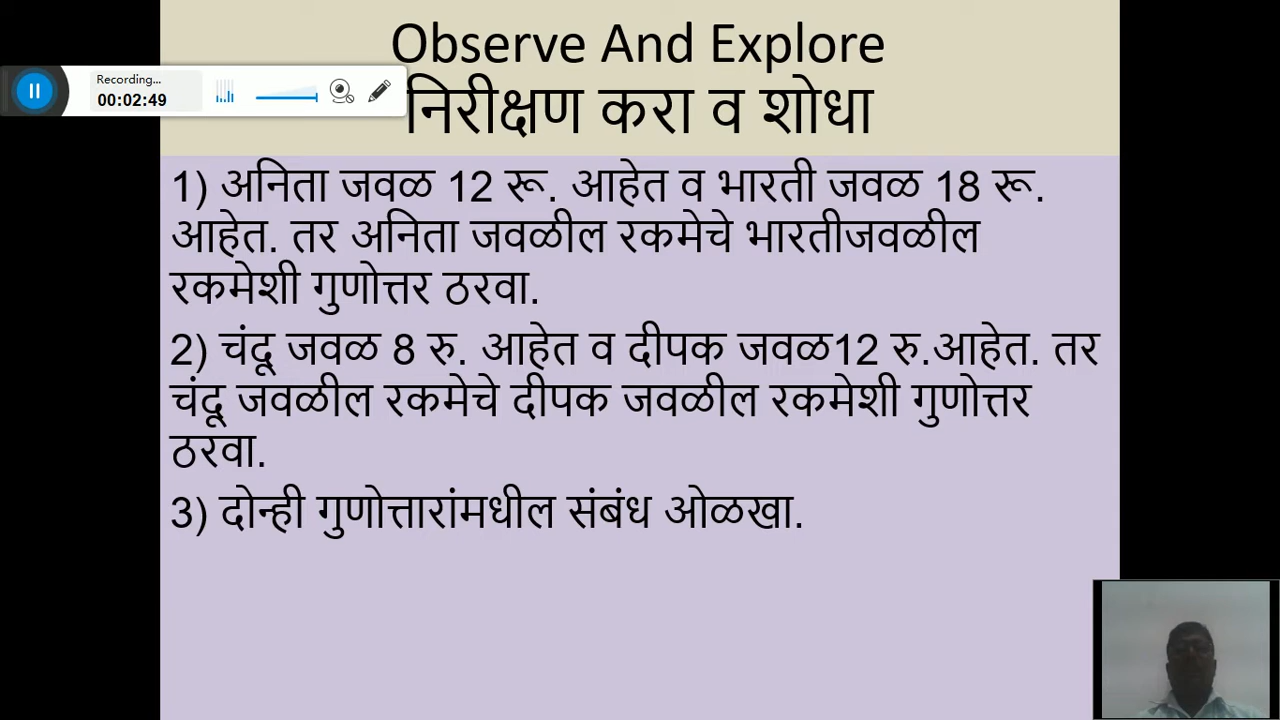 Observe And Explore
Recording...
00:02:49
निरीक्षण करा व शोधा
1) अनिता जवळ 12 रू. आहेत व भारती जवळ 18 रू.
आहेत. तर अनिता जवळील रकमेचे भारतीजवळील
रकमेशी गुणोत्तर ठरवा.
2) चंदू जवळ 8 रु. आहेत व दीपक जवळ12 रु.आहेत. तर
चंदू जवळील रकमेचे दीपक जवळील रकमेशी गुणोत्तर
ठरवा.
3) दोन्ही गुणोत्तारांमधील संबंध ओळखा.